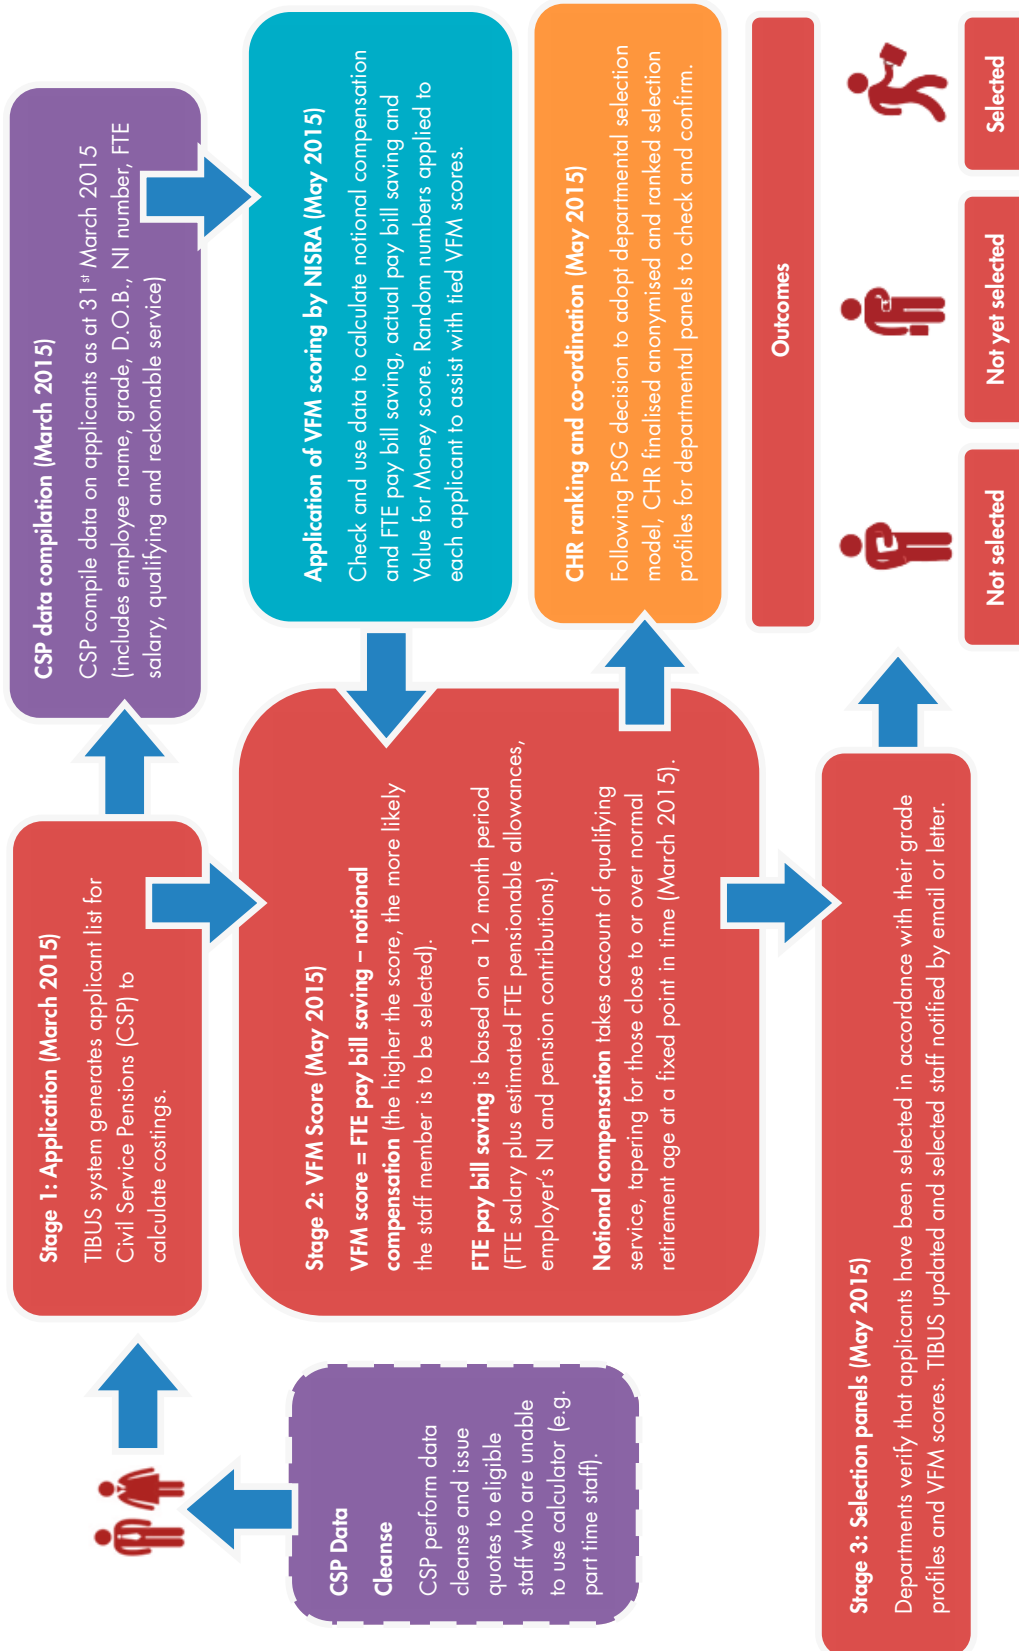 CSP Data
Cleanse
CSP perform data
cleanse and issue
quotes to eligible
staff who are unable
to use calculator (e.g.
part time staff).
Stage 1: Application (March 2015)
TIBUS system generates applicant list for
Civil Service Pensions (CSP) to
calculate costings.
CSP data compilation (March 2015)
CSP compile data on applicants as at 31st March 2015
(includes employee name, grade, D.O.B., NI number, FTE
salary, qualifying and reckonable service)
Stage 2: VFM Score (May 2015)
VFM score = FTE pay bill saving – notional
compensation (the higher the score, the more likely
the staff member is to be selected).
FTE pay bill saving is based on a 12 month period
(FTE salary plus estimated FTE pensionable allowances,
employer's NI and pension contributions).
Notional compensation takes account of qualifying
service, tapering for those close to or over normal
retirement age at a fixed point in time (March 2015).
Application of VFM scoring by NISRA (May 2015)
Check and use data to calculate notional compensation
and FTE pay bill saving, actual pay bill saving and
Value for Money score. Random numbers applied to
each applicant to assist with tied VFM scores.
CHR ranking and co-ordination (May 2015)
Following PSG decision to adopt departmental selection
model, CHR finalised anonymised and ranked selection
profiles for departmental panels to check and confirm.
Stage 3: Selection panels (May 2015)
Departments verify that applicants have been selected in accordance with their grade
profiles and VFM scores. TIBUS updated and selected staff notified by email or letter.
Outcomes
Not selected
Not yet selected
Selected